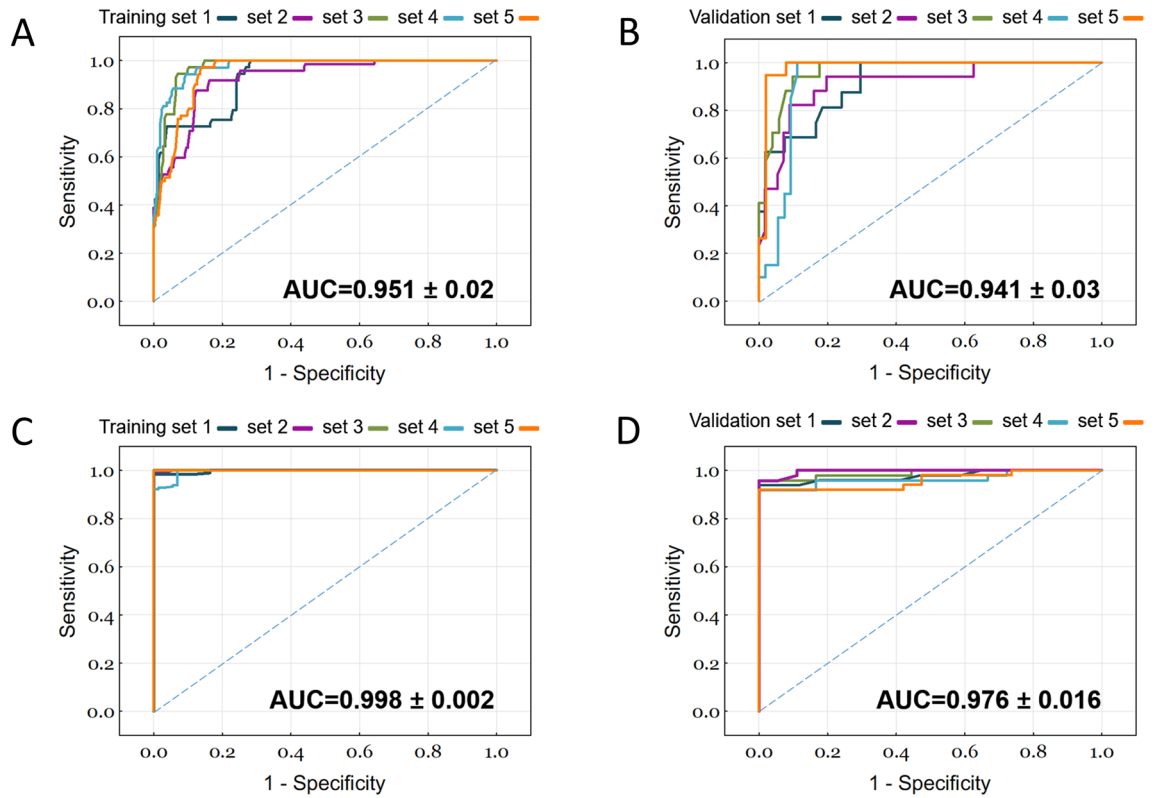 A
Training set 1 set 2 set 3 set 4 set 5
1.0
0.8
0.6
0.4
0.2
0.0
Sensitivity
AUC=0.951 ± 0.02
0.0 0.2 0.4 0.6 0.8 1.0
1 - Specificity
B
Validation set 1 set 2 set 3 set 4 set 5
1.0
0.8
0.6
0.4
0.2
0.0
Sensitivity
AUC=0.941 ± 0.03
0.0 0.2 0.4 0.6 0.8 1.0
1 - Specificity
C
Training set 1 set 2 set 3 set 4 set 5
1.0
0.8
0.6
0.4
0.2
0.0
Sensitivity
AUC=0.998 ± 0.002
0.0 0.2 0.4 0.6 0.8 1.0
1 - Specificity
D
Validation set 1 set 2 set 3 set 4 set 5
1.0
0.8
0.6
0.4
0.2
0.0
Sensitivity
AUC=0.976 ± 0.016
0.0 0.2 0.4 0.6 0.8 1.0
1 - Specificity